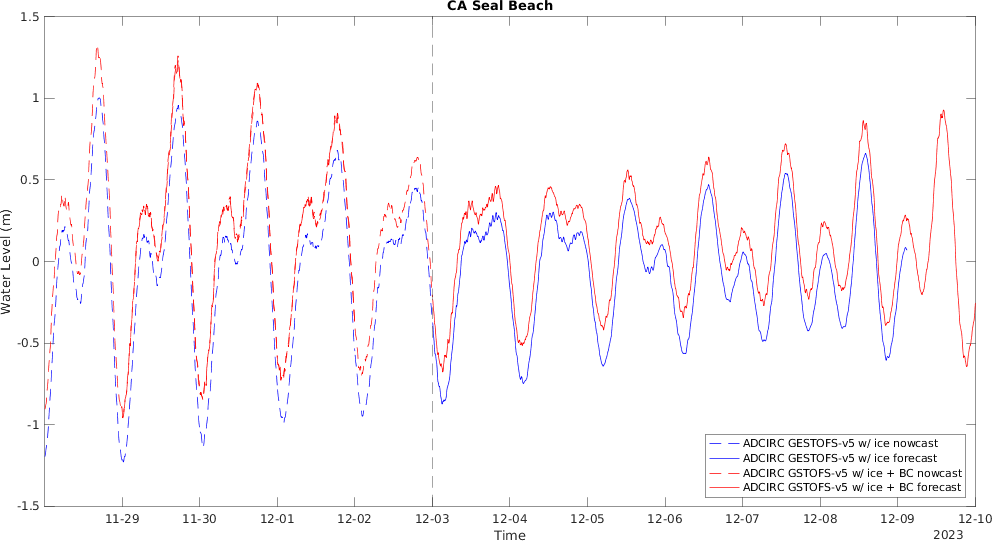 CA Seal Beach
1.5
1
0.5
0
-0.5
-1
-1.5
Water Level (m)
11-29 11-30 12-01 12-02 12-03 12-04 12-05 12-06 12-07 12-08 12-09 12-10
2023
Time
ADCIRC GESTOFS-v5 w/ ice nowcast
ADCIRC GESTOFS-v5 w/ ice forecast
ADCIRC GSTOFS-v5 w/ ice + BC nowcast
ADCIRC GSTOFS-v5 w/ ice + BC forecast